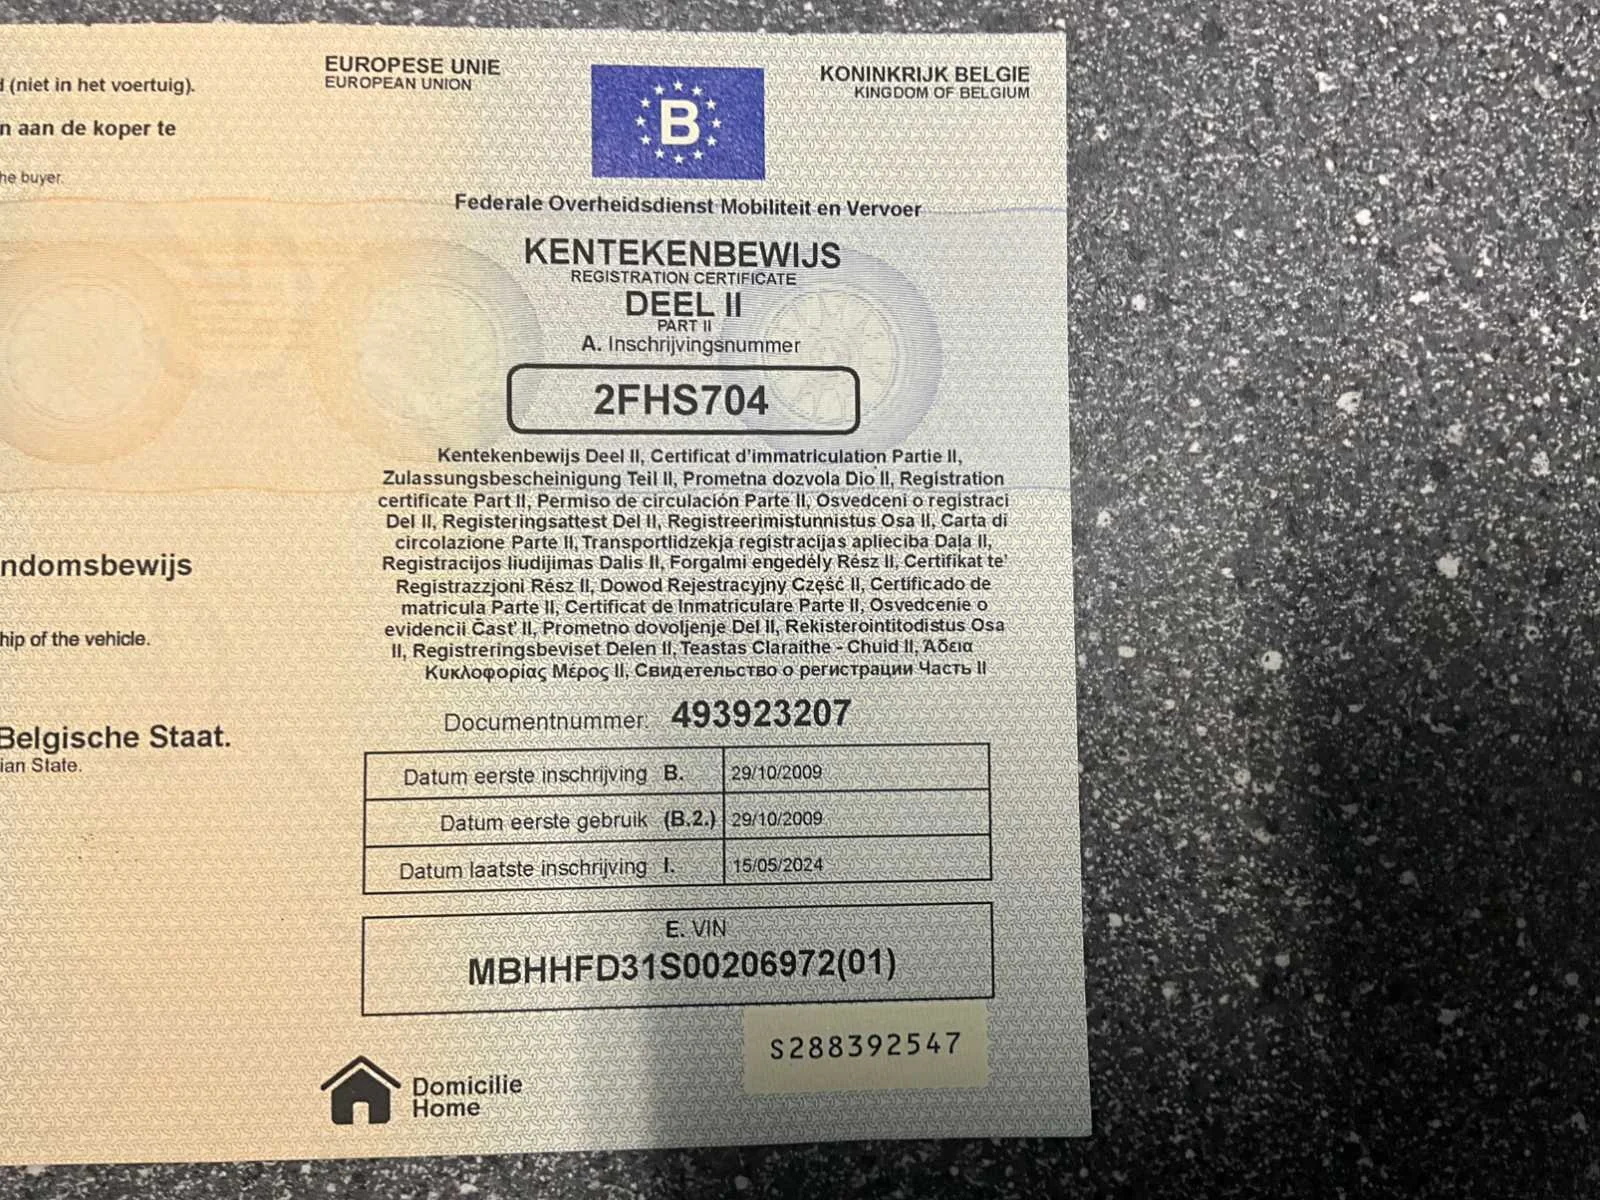 d (niet in het voertuig).
n aan de koper te
he buyer.
ndomsbewijs
hip of the vehicle.
Belgische Staat.
ian State.
EUROPESE UNIE
EUROPEAN UNION
B
KONINKRIJK BELGIE
KINGDOM OF BELGIUM
Federale Overheidsdienst Mobiliteit en Vervoer
KENTEKENBEWIJS
REGISTRATION CERTIFICATE
DEEL II
PART II
A. Inschrijvingsnummer
2FHS704
Kentekenbewijs Deel II, Certificat d'immatriculation Partie II,
Zulassungsbescheinigung Teil II, Prometna dozvola Dio II, Registration
certificate Part II, Permiso de circulación Parte II, Osvedceni o registraci
Del II, Registeringsattest Del II, Registreerimistunnistus Osa II, Carta di
circolazione Parte II, Transportlidzekja registracijas aplieciba Dala II,
Registracijos liudijimas Dalis II, Forgalmi engedély Rész II, Certifikat te'
Registrazzjoni Rész II, Dowod Rejestracyjny Część II, Certificado de
matricula Parte II, Certificat de Inmatriculare Parte II, Osvedcenie o
evidencii Časť II, Prometno dovoljenje Del II, Rekisterointitodistus Osa
II, Registreringsbeviset Delen II, Teastas Claraithe - Chuid II, Άδεια
Κυκλοφορίας Μέρος II, Свидетельство о регистрации Часть II
Documentnummer: 493923207
Datum eerste inschrijving B. 29/10/2009
Datum eerste gebruik (B.2.) 29/10/2009
Datum laatste inschrijving I. 15/05/2024
E. VIN
MBHHFD31S00206972(01)
S288392547
Domicilie
Home